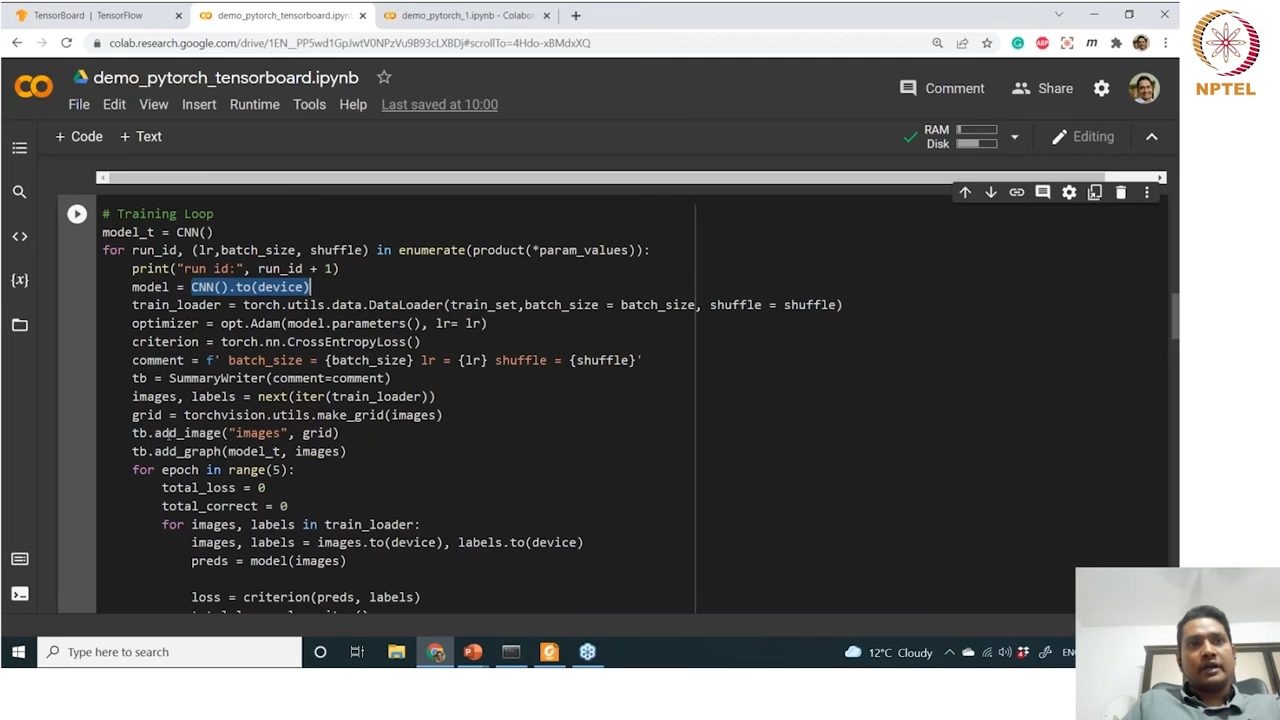 TensorBoard | TensorFlow
demo_pytorch_tensorboard.ipynb
demo_pytorch_1.ipynb - Colabor
colab.research.google.com/drive/1EN__PP5wd1GpJwtV0NPzVu9B93cLXBDj#scrollTo=4Hdo-xBMdxXQ
NPTEL
CO
demo_pytorch_tensorboard.ipynb
File Edit View Insert Runtime Tools Help Last saved at 10:00
Comment Share
+ Code + Text
RAM
Disk
Editing
# Training Loop
model_t = CNN()
for run_id, (lr,batch_size, shuffle) in enumerate(product(*param_values)):
print("run id:", run_id + 1)
model = CNN().to(device)
train_loader = torch.utils.data.DataLoader(train_set,batch_size = batch_size, shuffle = shuffle)
optimizer = opt.Adam(model.parameters(), lr= lr)
criterion = torch.nn.CrossEntropyLoss()
comment = f' batch_size = {batch_size} lr = {lr} shuffle = {shuffle}'
tb = SummaryWriter(comment=comment)
images, labels = next(iter(train_loader))
grid = torchvision.utils.make_grid(images)
tb.add_image("images", grid)
tb.add_graph(model_t, images)
for epoch in range(5):
total_loss = 0
total_correct = 0
for images, labels in train_loader:
images, labels = images.to(device), labels.to(device)
preds = model(images)
loss = criterion(preds, labels)
Type here to search
12°C Cloudy